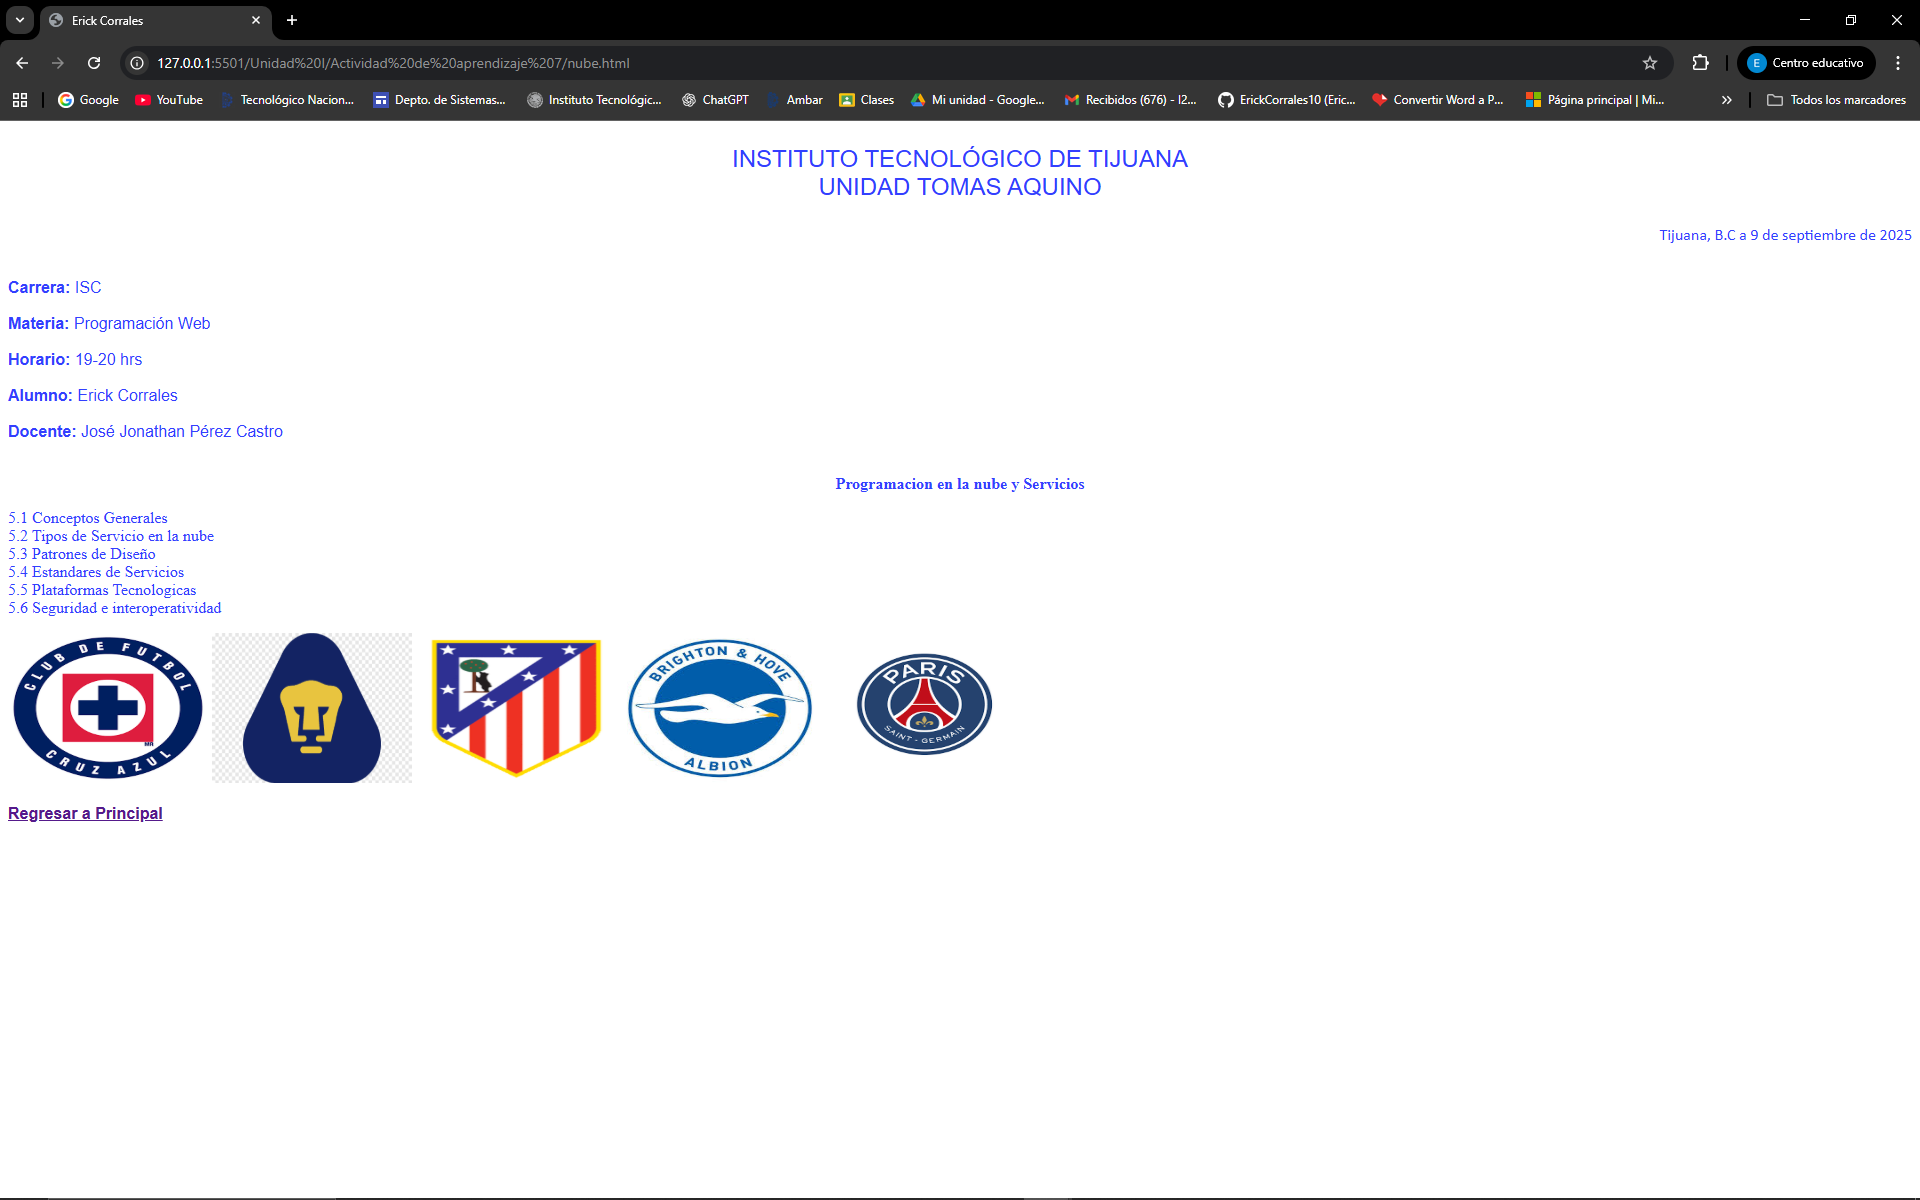 Erick Corrales
127.0.0.1:5501/Unidad%20I/Actividad%20de%20aprendizaje%207/nube.html
E Centro educativo
Google YouTube Tecnológico Nacion... Depto. de Sistemas... Instituto Tecnológic... ChatGPT Ambar Clases Mi unidad - Google... Recibidos (676) - l2... ErickCorrales10 (Eric... Convertir Word a P... Página principal | Mi... » Todos los marcadores
INSTITUTO TECNOLÓGICO DE TIJUANA
UNIDAD TOMAS AQUINO
Tijuana, B.C a 9 de septiembre de 2025
Carrera: ISC
Materia: Programación Web
Horario: 19-20 hrs
Alumno: Erick Corrales
Docente: José Jonathan Pérez Castro
Programacion en la nube y Servicios
5.1 Conceptos Generales
5.2 Tipos de Servicio en la nube
5.3 Patrones de Diseño
5.4 Estandares de Servicios
5.5 Plataformas Tecnologicas
5.6 Seguridad e interoperatividad
CLUB DE FUTBOL
CRUZ AZUL
MR
BRIGHTON & HOVE
ALBION
PARIS
SAINT-GERMAIN
Regresar a Principal